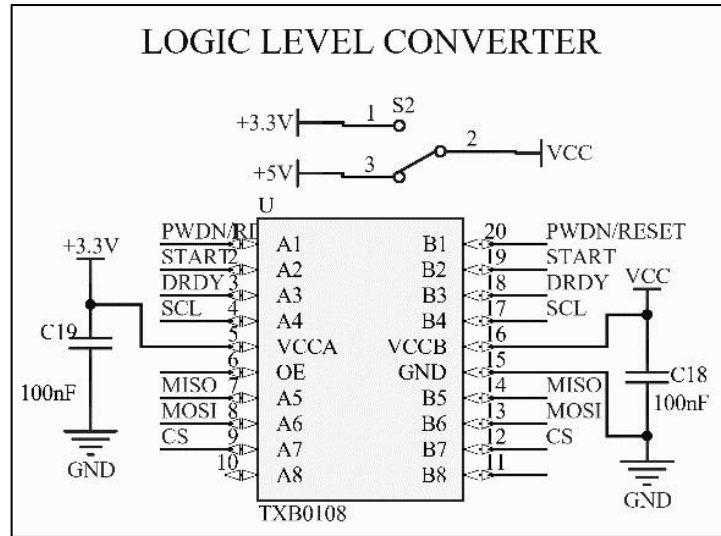 LOGIC LEVEL CONVERTER
1 S2
+3.3V
2
VCC
+5V 3
U
PWDN/ A1 B1 20 PWDN/RESET
+3.3V
START 2 A2 B2 19 START
DRDY 3 A3 B3 18 DRDY
VCC
SCL 4 A4 B4 17 SCL
C19 5 VCCA VCCB 16
6 OE GND 15
C18
100nF MISO 7 A5 B5 14 MISO 100nF
MOSI 8 A6 B6 13 MOSI
CS 9 A7 B7 12 CS
GND 10 A8 B8 11
GND
TXB0108